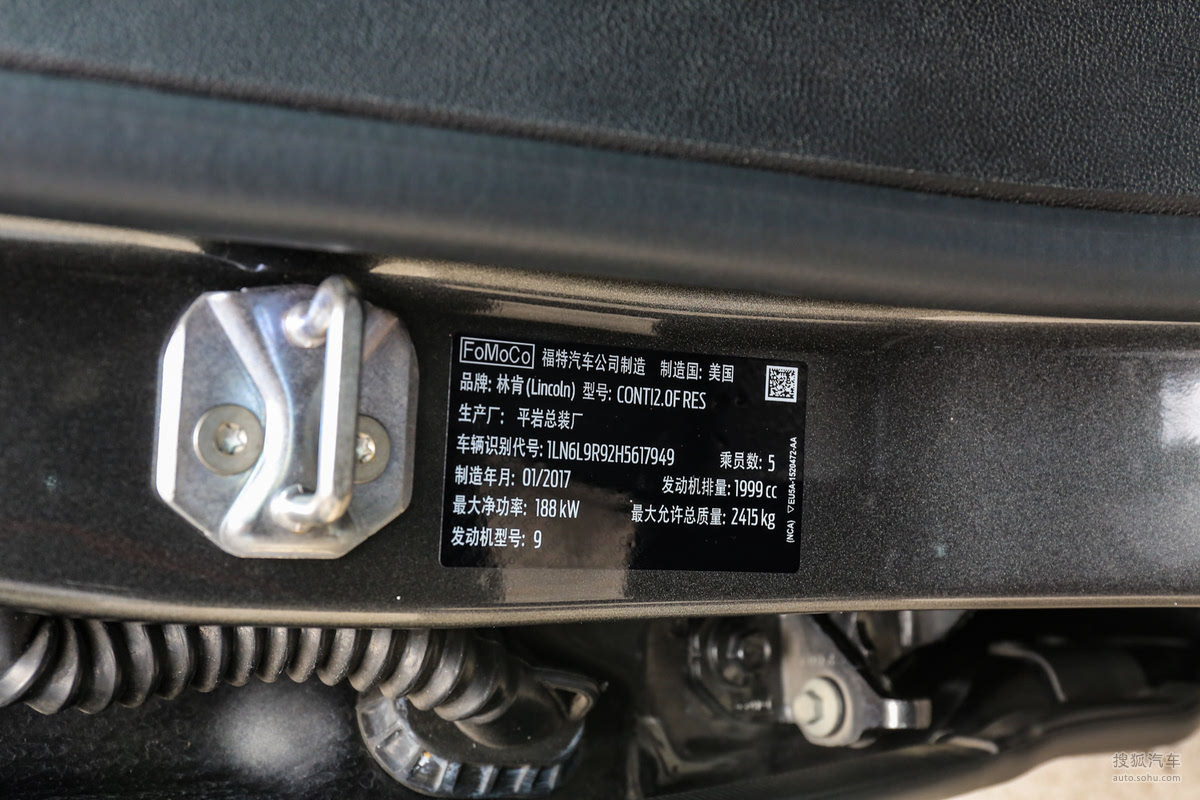 FoMoCo 福特汽车公司制造 制造国: 美国
品牌: 林肯 (Lincoln) 型号: CONTI2.0F RES
生产厂: 平岩总装厂
车辆识别代号: 1LN6L9R92H5617949 乘员数: 5
制造年月: 01/2017 发动机排量: 1999 cc
最大净功率: 188 kW 最大允许总质量: 2415 kg
发动机型号: 9
(NCA) ▽EU5A-1520472-AA
搜狐汽车
auto.sohu.com